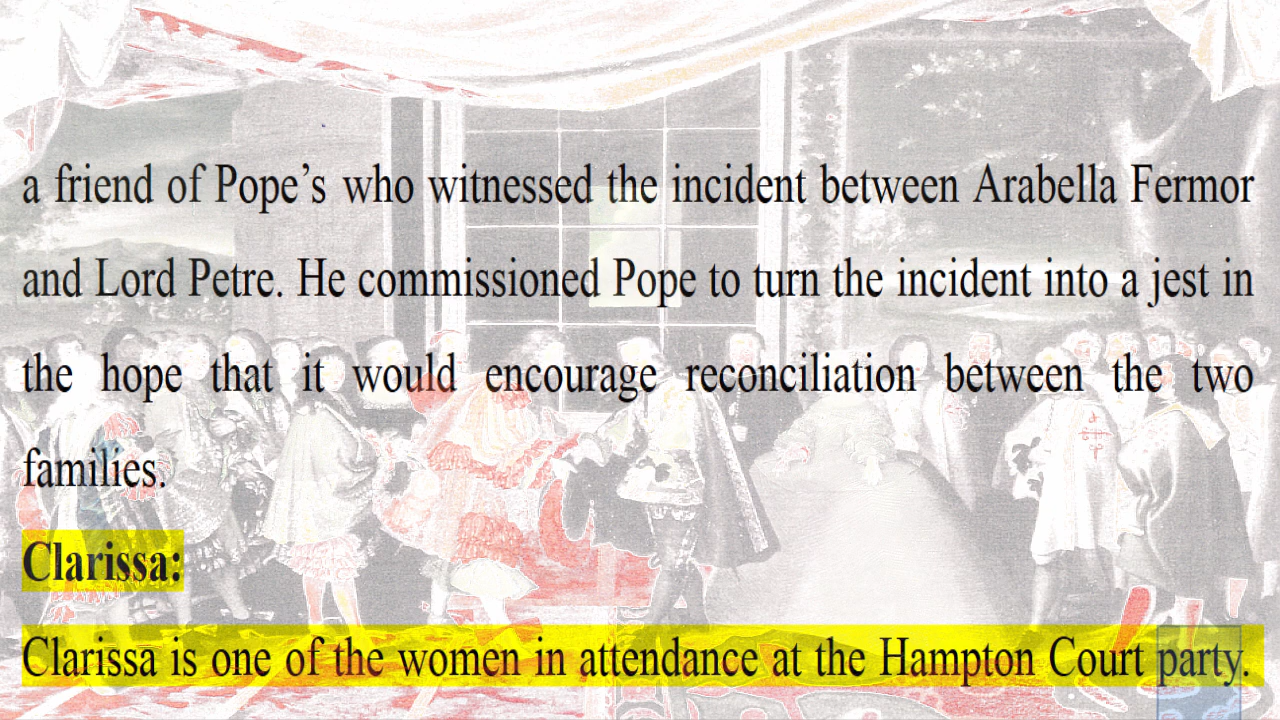 a friend of Pope’s who witnessed the incident between Arabella Fermor
and Lord Petre. He commissioned Pope to turn the incident into a jest in
the hope that it would encourage reconciliation between the two
families.
Clarissa:
Clarissa is one of the women in attendance at the Hampton Court party.